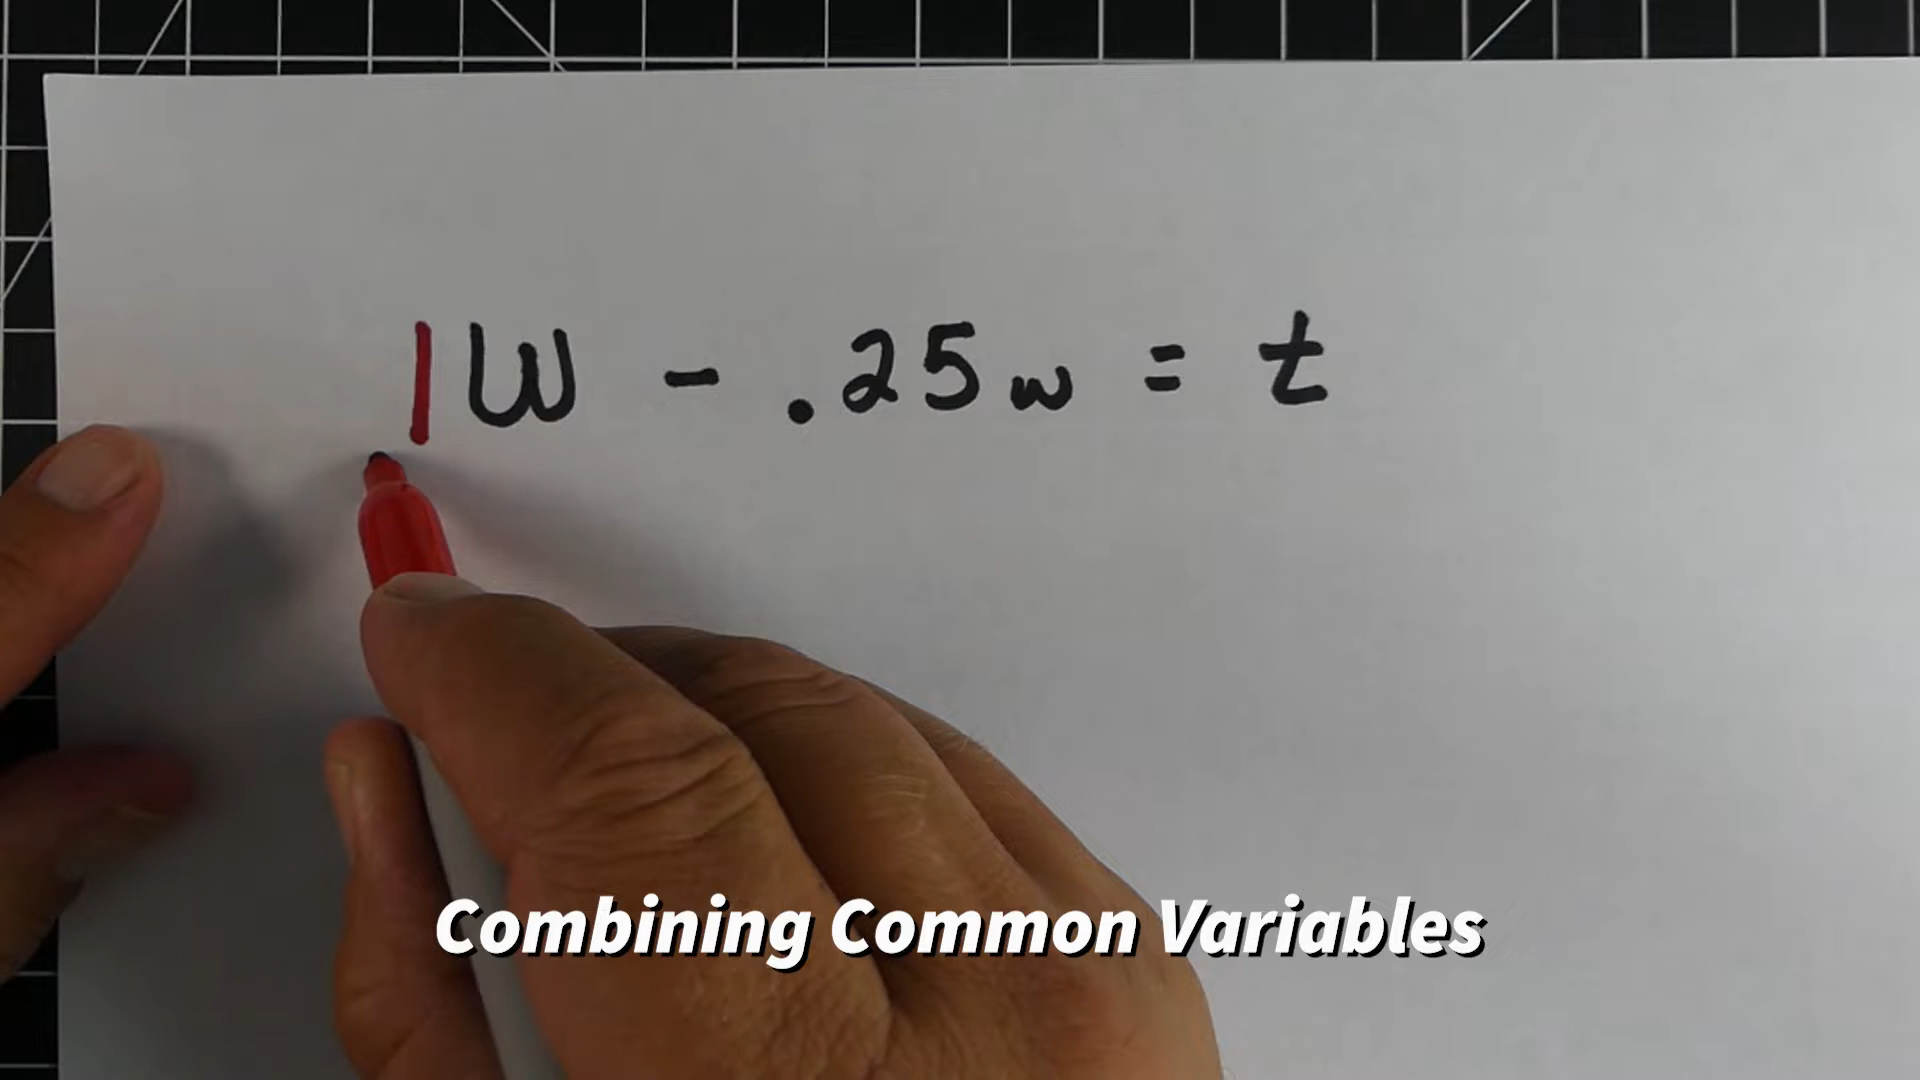 1W - .25w = t
Combining Common Variables